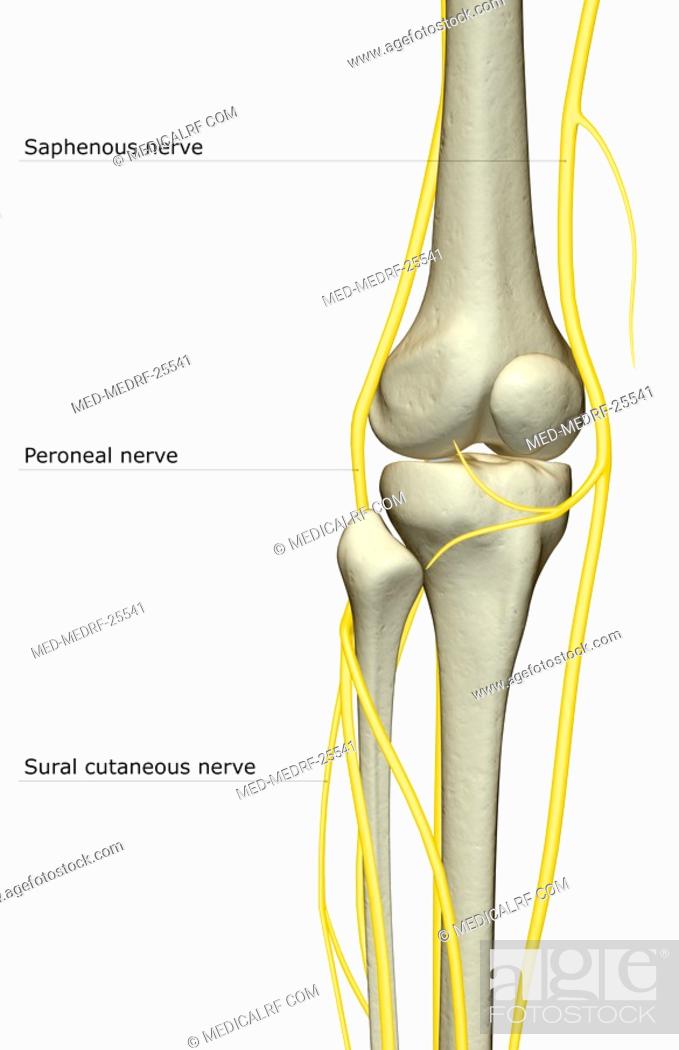 www.agefotostock.com
© MEDICALRF.COM
Saphenous nerve
MED-MEDRF-25541
MED-MEDRF-25541
MED-MEDRF-25541
Peroneal nerve
© MEDICALRF.COM
MED-MEDRF-25541
www.agefotostock.com
Sural cutaneous nerve
MED-MEDRF-25541
www.agefotostock.com
© MEDICALRF.COM
age
FOTOSTOCK
®
© MEDICALRF.COM